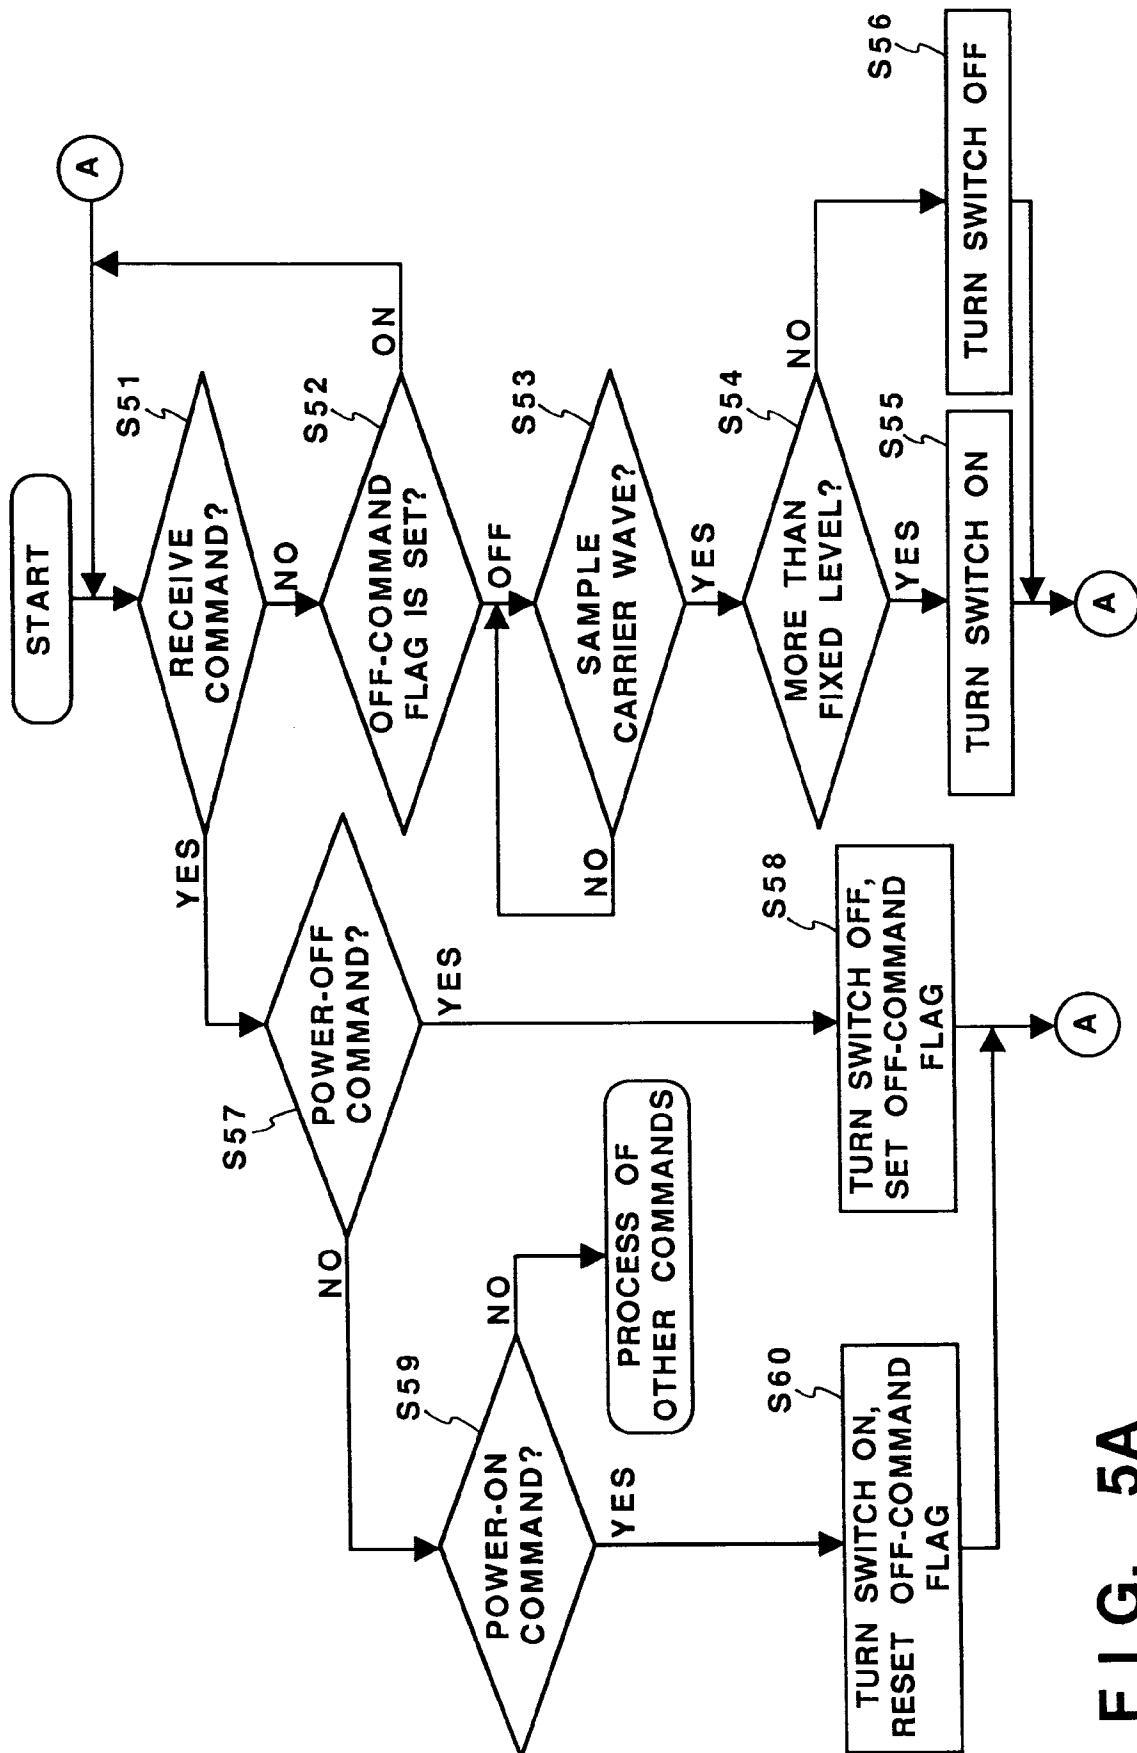 START
A
RECEIVE
COMMAND?
S51
YES
NO
OFF-COMMAND
FLAG IS SET?
S52
ON
OFF
SAMPLE
CARRIER WAVE?
S53
NO
YES
MORE THAN
FIXED LEVEL?
S54
NO
YES
TURN SWITCH ON
S55
TURN SWITCH OFF
S56
A
POWER-OFF
COMMAND?
S57
YES
NO
TURN SWITCH OFF,
SET OFF-COMMAND
FLAG
S58
A
POWER-ON
COMMAND?
S59
NO
YES
PROCESS OF
OTHER COMMANDS
TURN SWITCH ON,
RESET OFF-COMMAND
FLAG
S60
FIG. 5A